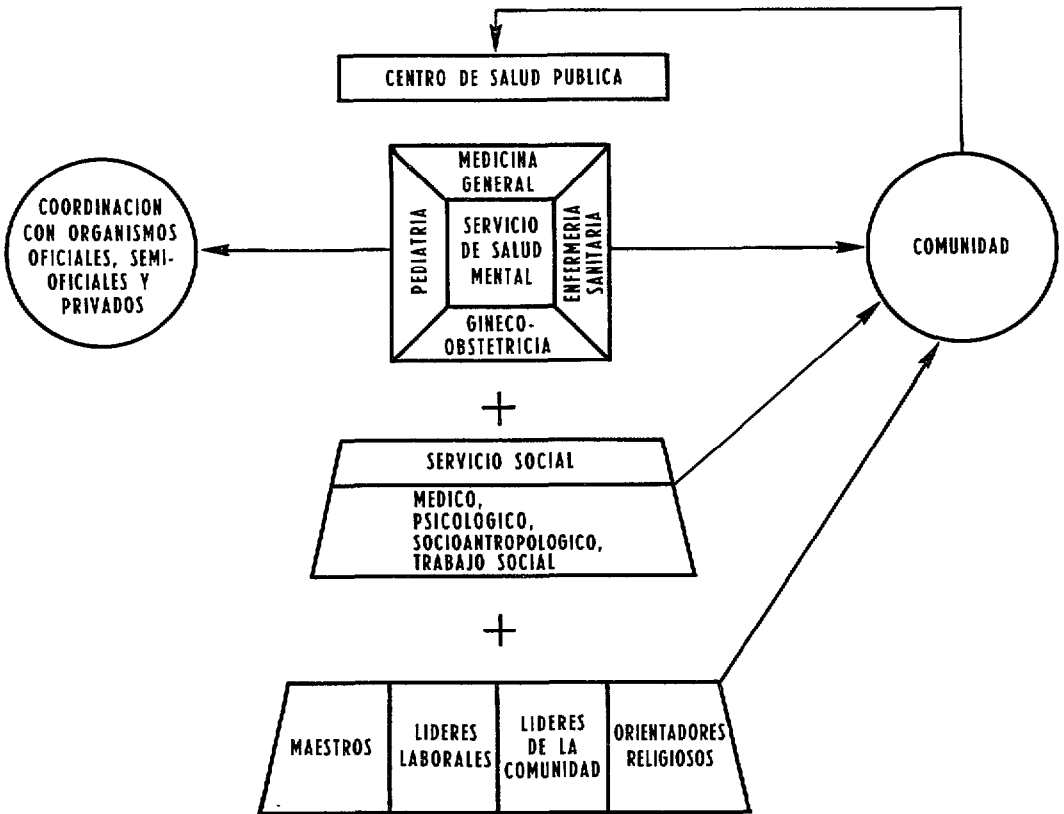 CENTRO DE SALUD PUBLICA
COORDINACION
CON ORGANISMOS
OFICIALES, SEMI-
OFICIALES Y
PRIVADOS
MEDICINA
GENERAL
PEDIATRIA
SERVICIO
DE SALUD
MENTAL
ENFERMERIA
SANITARIA
GINECO-
OBSTETRICIA
COMUNIDAD
+
SERVICIO SOCIAL
MEDICO,
PSICOLOGICO,
SOCIOANTROPOLOGICO,
TRABAJO SOCIAL
+
MAESTROS
LIDERES
LABORALES
LIDERES
DE LA
COMUNIDAD
ORIENTADORES
RELIGIOSOS